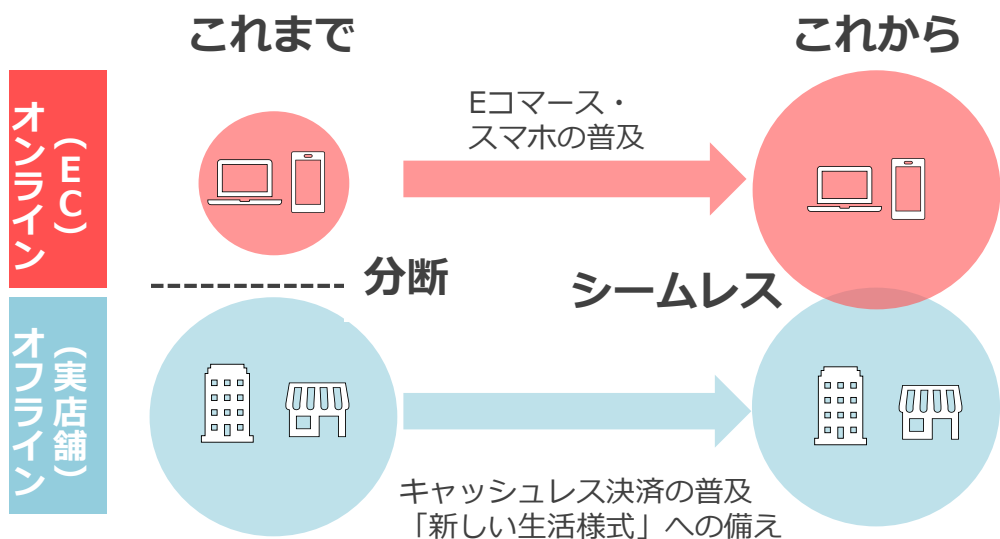 これまで
これから
オンライン
（EC）
Eコマース・
スマホの普及
分断
シームレス
オフライン
（実店舗）
キャッシュレス決済の普及
「新しい生活様式」への備え